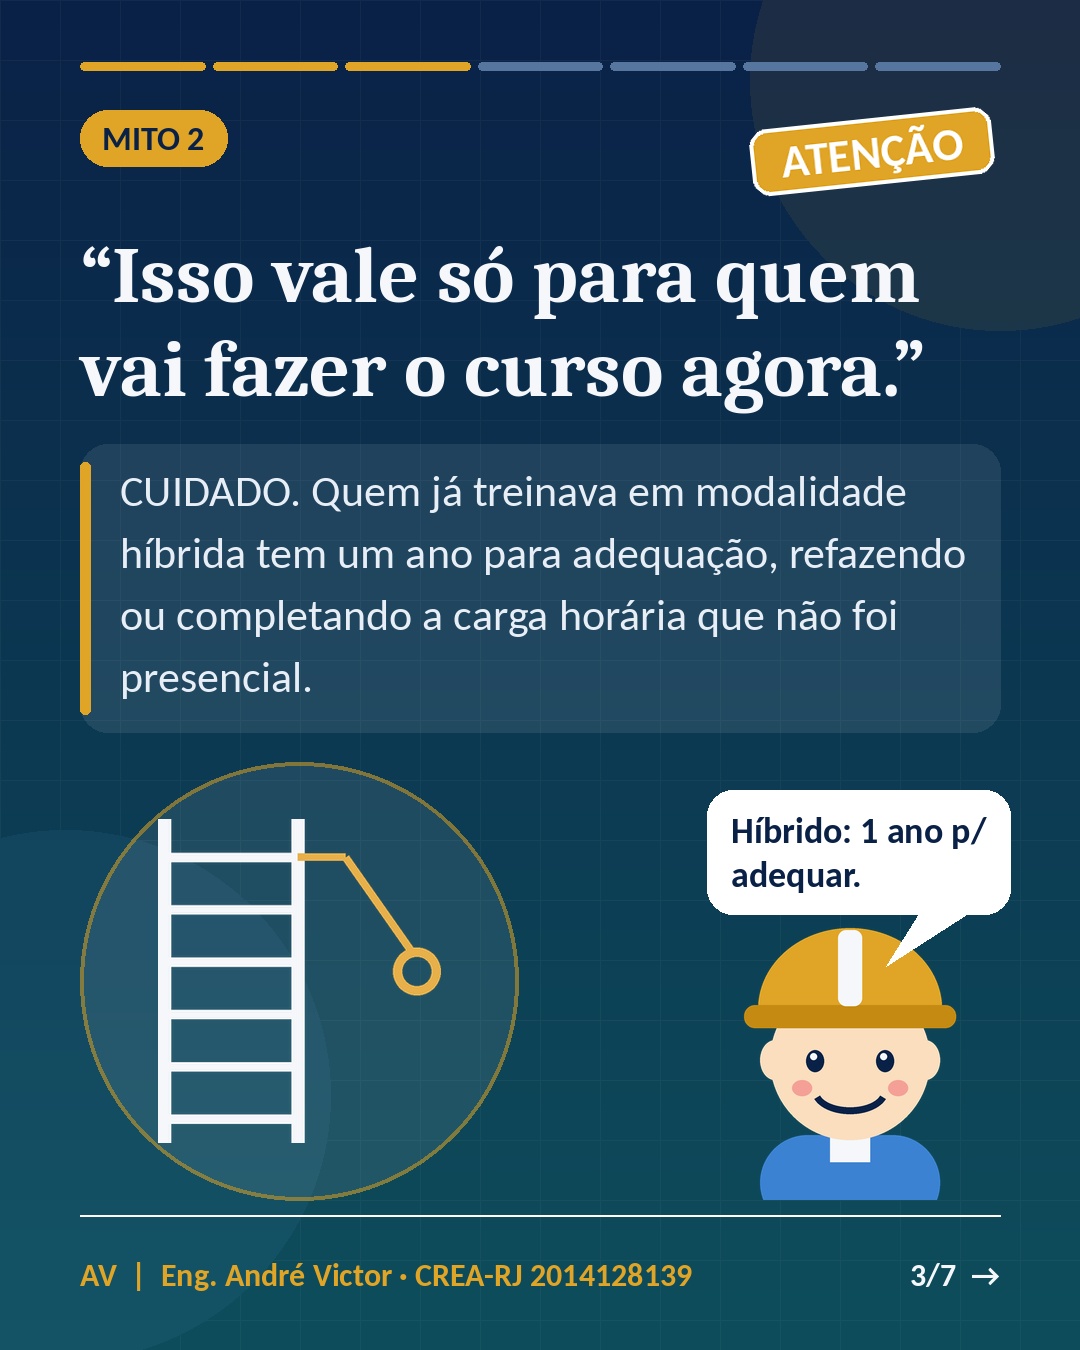 MITO 2
ATENÇÃO
“Isso vale só para quem
vai fazer o curso agora.”
CUIDADO. Quem já treinava em modalidade
híbrida tem um ano para adequação, refazendo
ou completando a carga horária que não foi
presencial.
Híbrido: 1 ano p/
adequar.
AV | Eng. André Victor · CREA-RJ 2014128139
3/7 →